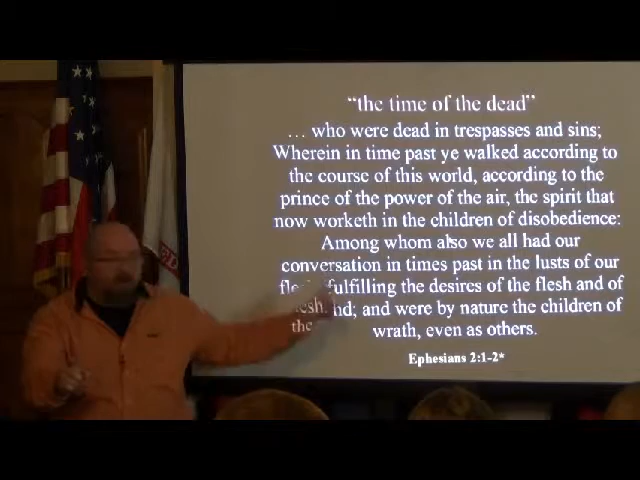 “the time of the dead”
… who were dead in trespasses and sins;
Wherein in time past ye walked according to
the course of this world, according to the
prince of the power of the air, the spirit that
now worketh in the children of disobedience:
Among whom also we all had our
conversation in times past in the lusts of our
fulfilling the desires of the flesh and of
and were by nature the children of
wrath, even as others.
Ephesians 2:1-2*